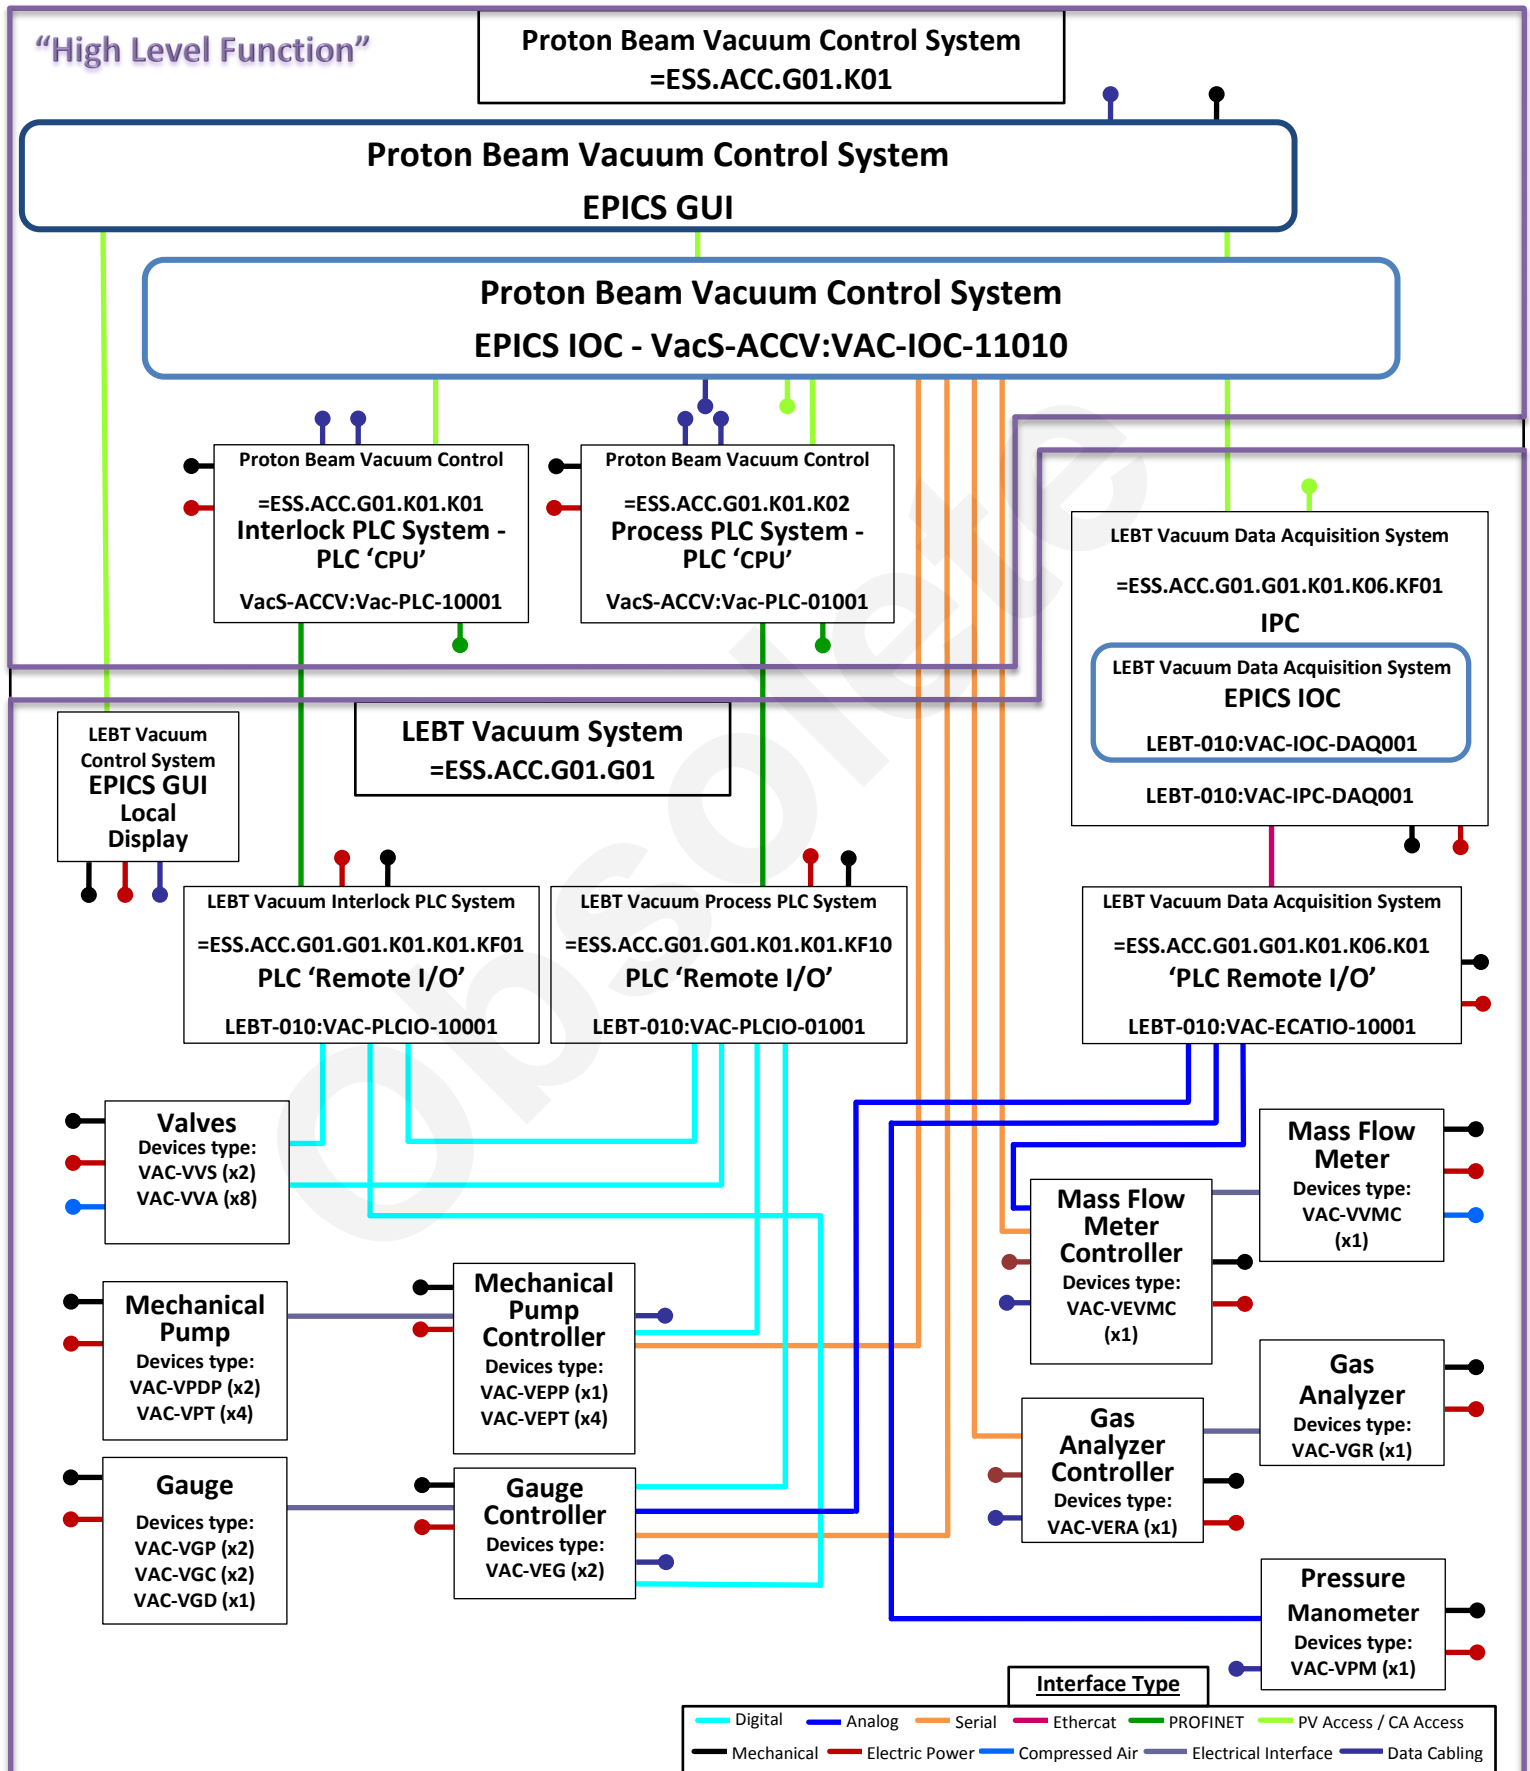 “High Level Function”
Proton Beam Vacuum Control System
=ESS.ACC.G01.K01
Proton Beam Vacuum Control System
EPICS GUI
Proton Beam Vacuum Control System
EPICS IOC - VacS-ACCV:VAC-IOC-11010
Proton Beam Vacuum Control
=ESS.ACC.G01.K01.K01
Interlock PLC System -
PLC ‘CPU’
VacS-ACCV:Vac-PLC-10001
Proton Beam Vacuum Control
=ESS.ACC.G01.K01.K02
Process PLC System -
PLC ‘CPU’
VacS-ACCV:Vac-PLC-01001
LEBT Vacuum Data Acquisition System
=ESS.ACC.G01.G01.K01.K06.KF01
IPC
LEBT Vacuum Data Acquisition System
EPICS IOC
LEBT-010:VAC-IOC-DAQ001
LEBT-010:VAC-IPC-DAQ001
LEBT Vacuum System
=ESS.ACC.G01.G01
LEBT Vacuum
Control System
EPICS GUI
Local
Display
LEBT Vacuum Interlock PLC System
=ESS.ACC.G01.G01.K01.K01.KF01
PLC ‘Remote I/O’
LEBT-010:VAC-PLCIO-10001
LEBT Vacuum Process PLC System
=ESS.ACC.G01.G01.K01.K01.KF10
PLC ‘Remote I/O’
LEBT-010:VAC-PLCIO-01001
LEBT Vacuum Data Acquisition System
=ESS.ACC.G01.G01.K01.K06.K01
‘PLC Remote I/O’
LEBT-010:VAC-ECATIO-10001
Obsolete
Valves
Devices type:
VAC-VVS (x2)
VAC-VVA (x8)
Mass Flow
Meter
Devices type:
VAC-VVMC
(x1)
Mass Flow
Meter
Controller
Devices type:
VAC-VEVMC
(x1)
Mechanical
Pump
Devices type:
VAC-VPDP (x2)
VAC-VPT (x4)
Mechanical
Pump
Controller
Devices type:
VAC-VEPP (x1)
VAC-VEPT (x4)
Gas
Analyzer
Devices type:
VAC-VGR (x1)
Gas
Analyzer
Controller
Devices type:
VAC-VERA (x1)
Gauge
Devices type:
VAC-VGP (x2)
VAC-VGC (x2)
VAC-VGD (x1)
Gauge
Controller
Devices type:
VAC-VEG (x2)
Pressure
Manometer
Devices type:
VAC-VPM (x1)
Interface Type
Digital Analog Serial Ethercat PROFINET PV Access / CA Access
Mechanical Electric Power Compressed Air Electrical Interface Data Cabling